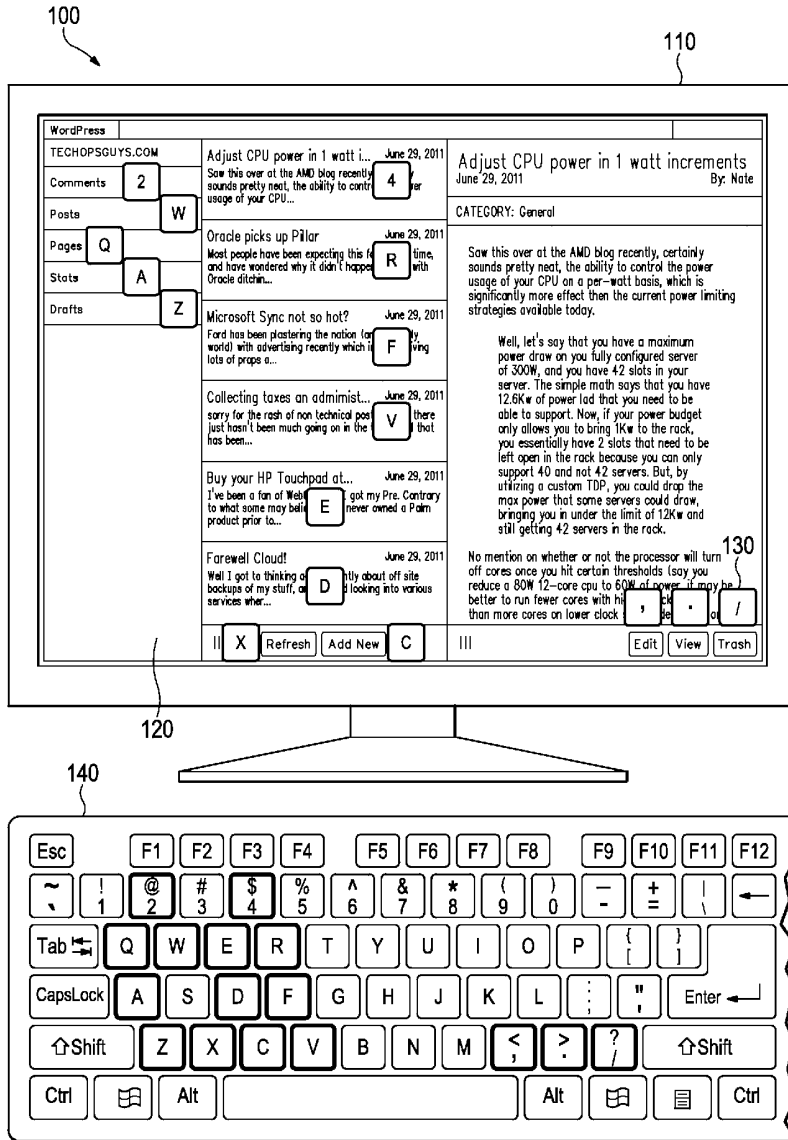 100
110
WordPress
TECHOPSGUYS.COM
Comments 2
Posts W
Pages Q
Stats A
Drafts Z
Adjust CPU power in 1 watt i... June 29, 2011
Saw this over at the AMD blog recently
sounds pretty neat, the ability to contr 4 er
usage of your CPU...
Oracle picks up Pillar June 29, 2011
Most people have been expecting this f R time,
and have wondered why it didn't happe with
Oracle ditchin...
Microsoft Sync not so hot? June 29, 2011
Ford has been plastering the nation (an F ly
world) with advertising recently which i ving
lots of props a...
Collecting taxes an admimist... June 29, 2011
sorry for the rash of non technical pos V there
just hasn't been much going on in the that
has been...
Buy your HP Touchpad at... June 29, 2011
I've been a fan of Web E got my Pre. Contrary
to what some may beli never owned a Palm
product prior to...
Farewell Cloud! June 29, 2011
Well I got to thinking D ntly about off site
backups of my stuff, a d looking into various
services wher...
X Refresh Add New C
Adjust CPU power in 1 watt increments
June 29, 2011 By: Nate
CATEGORY: General
Saw this over at the AMD blog recently, certainly
sounds pretty neat, the ability to control the power
usage of your CPU on a per-watt basis, which is
significantly more effect then the current power limiting
strategies available today.
Well, let's say that you have a maximum
power draw on you fully configured server
of 300W, and you have 42 slots in your
server. The simple math says that you have
12.6Kw of power lad that you need to be
able to support. Now, if your power budget
only allows you to bring 1Kw to the rack,
you essentially have 2 slots that need to be
left open in the rack because you can only
support 40 and not 42 servers. But, by
utilizing a custom TDP, you could drop the
max power that some servers could draw,
bringing you in under the limit of 12Kw and
still getting 42 servers in the rack.
No mention on whether or not the processor will turn
off cores once you hit certain thresholds (say you
reduce a 80W 12-core cpu to 60W of power, it may be
better to run fewer cores with hi , . /
than more cores on lower clock
130
Edit View Trash
120
140
Esc F1 F2 F3 F4 F5 F6 F7 F8 F9 F10 F11 F12
~ ! @ # $ % ^ & * ( ) — + |
` 1 2 3 4 5 6 7 8 9 0 - = \ ←
Tab Q W E R T Y U I O P { [ } ]
CapsLock A S D F G H J K L : ; " ' Enter
⇧Shift Z X C V B N M < , > . ? / ⇧Shift
Ctrl Alt Alt Ctrl